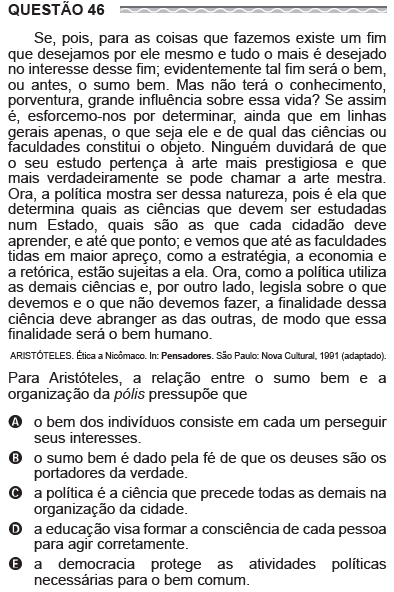 QUESTÃO 46
Se, pois, para as coisas que fazemos existe um fim
que desejamos por ele mesmo e tudo o mais é desejado
no interesse desse fim; evidentemente tal fim será o bem,
ou antes, o sumo bem. Mas não terá o conhecimento,
porventura, grande influência sobre essa vida? Se assim
é, esforcemo-nos por determinar, ainda que em linhas
gerais apenas, o que seja ele e de qual das ciências ou
faculdades constitui o objeto. Ninguém duvidará de que
o seu estudo pertença à arte mais prestigiosa e que
mais verdadeiramente se pode chamar a arte mestra.
Ora, a política mostra ser dessa natureza, pois é ela que
determina quais as ciências que devem ser estudadas
num Estado, quais são as que cada cidadão deve
aprender, e até que ponto; e vemos que até as faculdades
tidas em maior apreço, como a estratégia, a economia e
a retórica, estão sujeitas a ela. Ora, como a política utiliza
as demais ciências e, por outro lado, legisla sobre o que
devemos e o que não devemos fazer, a finalidade dessa
ciência deve abranger as das outras, de modo que essa
finalidade será o bem humano.
ARISTÓTELES. Ética a Nicômaco. In: Pensadores. São Paulo: Nova Cultural, 1991 (adaptado).
Para Aristóteles, a relação entre o sumo bem e a
organização da pólis pressupõe que
A o bem dos indivíduos consiste em cada um perseguir
seus interesses.
B o sumo bem é dado pela fé de que os deuses são os
portadores da verdade.
C a política é a ciência que precede todas as demais na
organização da cidade.
D a educação visa formar a consciência de cada pessoa
para agir corretamente.
E a democracia protege as atividades políticas
necessárias para o bem comum.